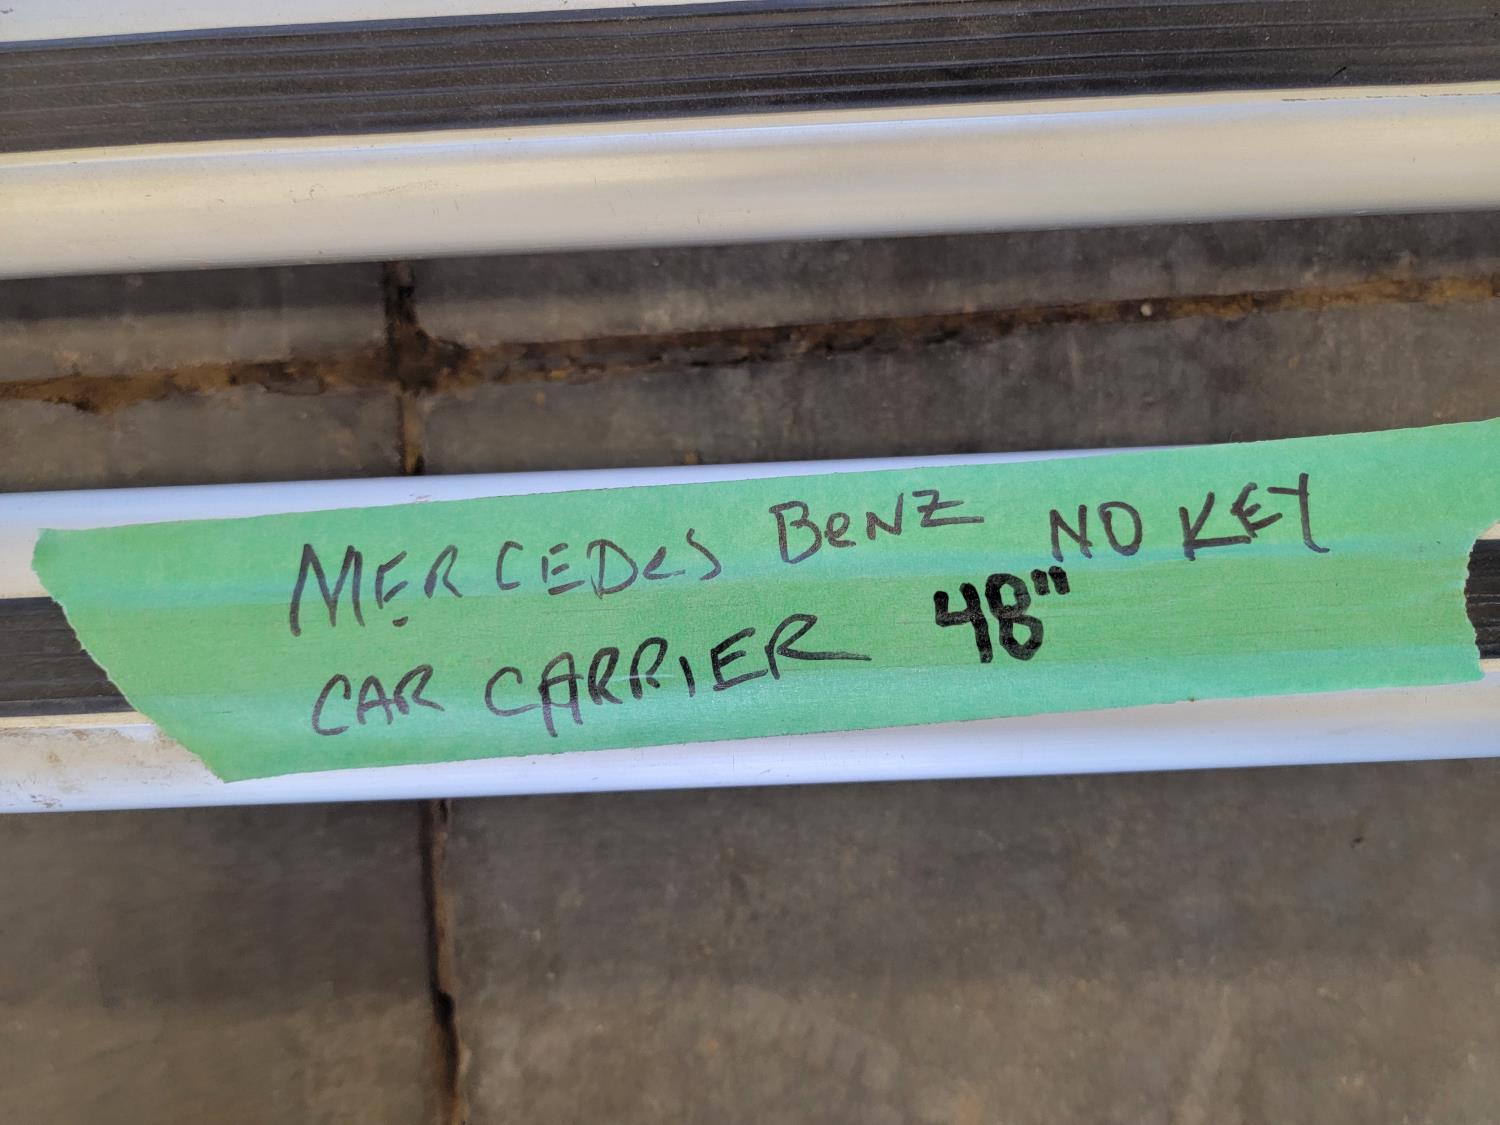 MERCEDeS BeNZ NO KEY
CAR CARRIER 48"